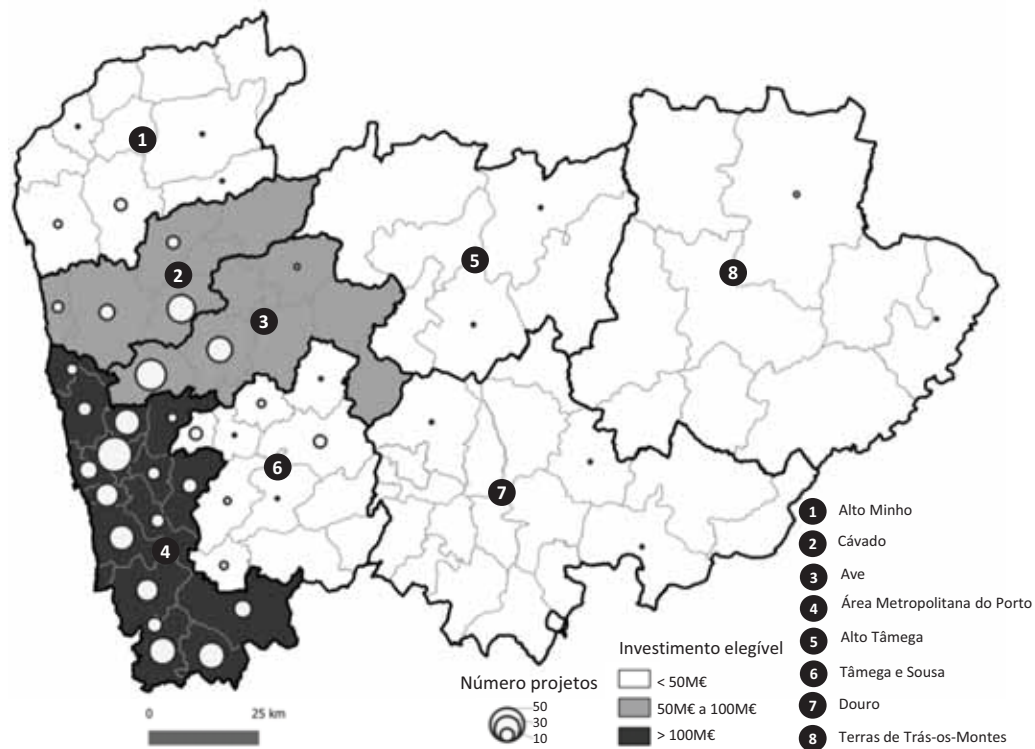 1
2
3
4
5
6
7
8
Número projetos
50
30
10
0 25 km
Investimento elegível
< 50M€
50M€ a 100M€
> 100M€
1 Alto Minho
2 Cávado
3 Ave
4 Área Metropolitana do Porto
5 Alto Tâmega
6 Tâmega e Sousa
7 Douro
8 Terras de Trás-os-Montes